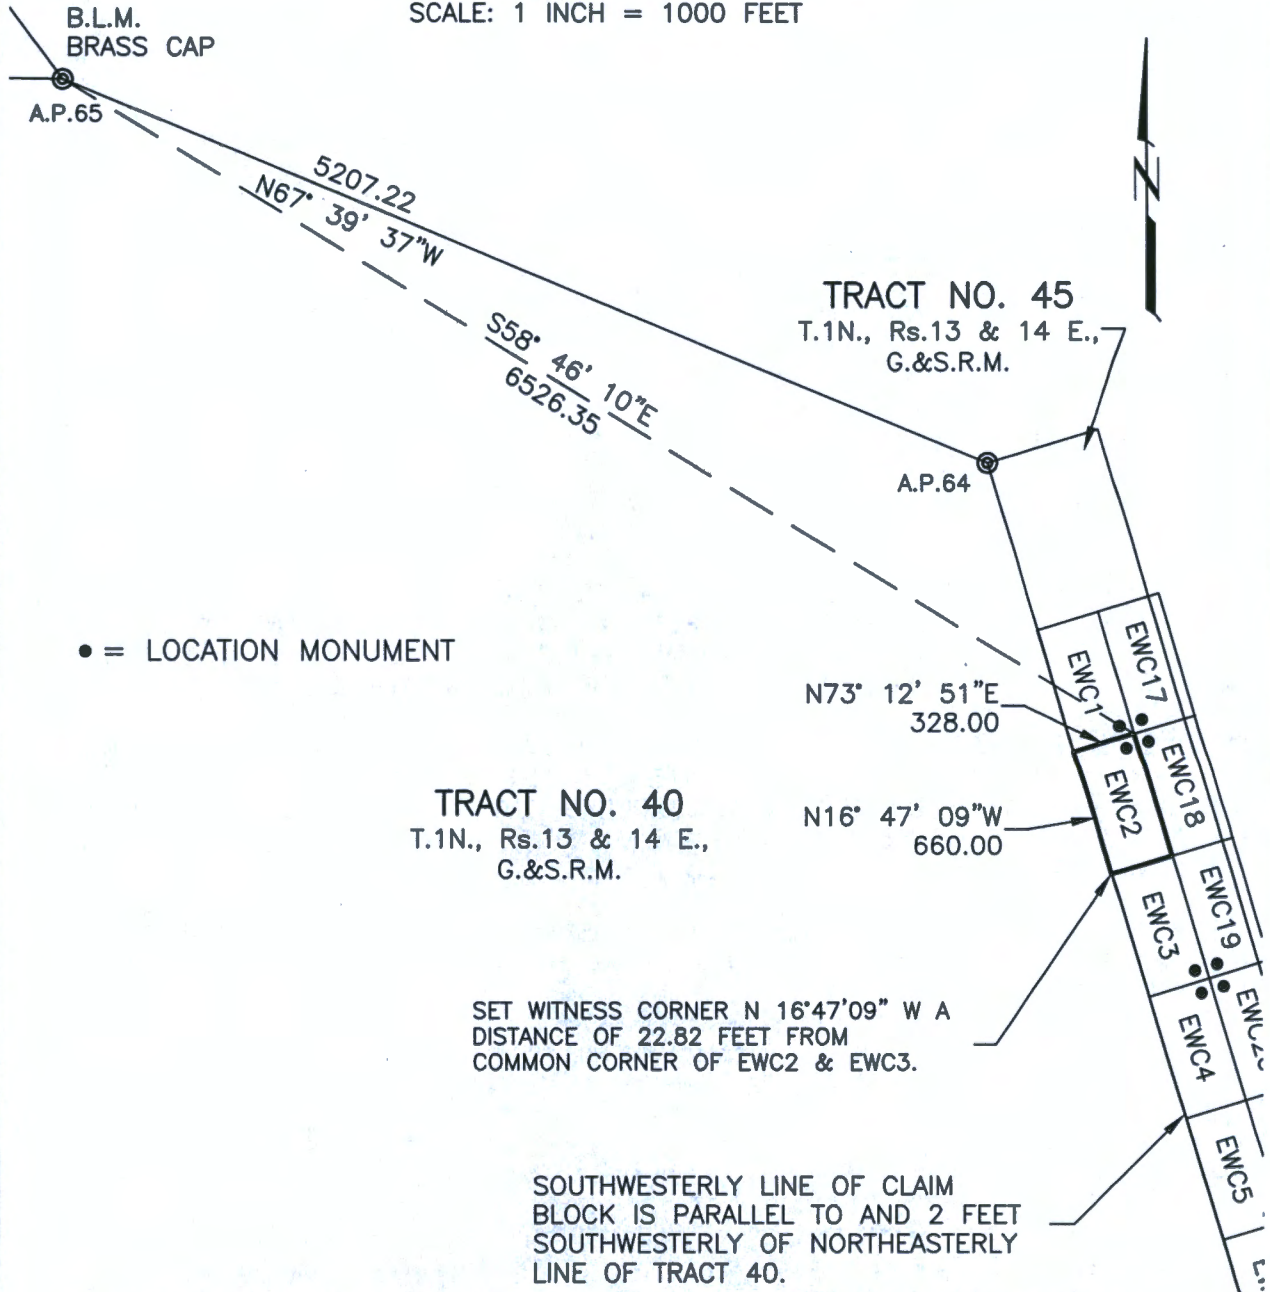 SCALE: 1 INCH = 1000 FEET
B.L.M.
BRASS CAP
A.P.65
5207.22
N67° 39' 37"W
S58° 46' 10"E
6526.35
TRACT NO. 45
T.1N., Rs.13 & 14 E.,
G.&S.R.M.
A.P.64
N
● = LOCATION MONUMENT
EWC1
EWC17
N73° 12' 51"E
328.00
EWC2
EWC18
TRACT NO. 40
T.1N., Rs.13 & 14 E.,
G.&S.R.M.
N16° 47' 09"W
660.00
EWC3
EWC19
SET WITNESS CORNER N 16°47'09" W A
DISTANCE OF 22.82 FEET FROM
COMMON CORNER OF EWC2 & EWC3.
EWC4
EWC5
SOUTHWESTERLY LINE OF CLAIM
BLOCK IS PARALLEL TO AND 2 FEET
SOUTHWESTERLY OF NORTHEASTERLY
LINE OF TRACT 40.